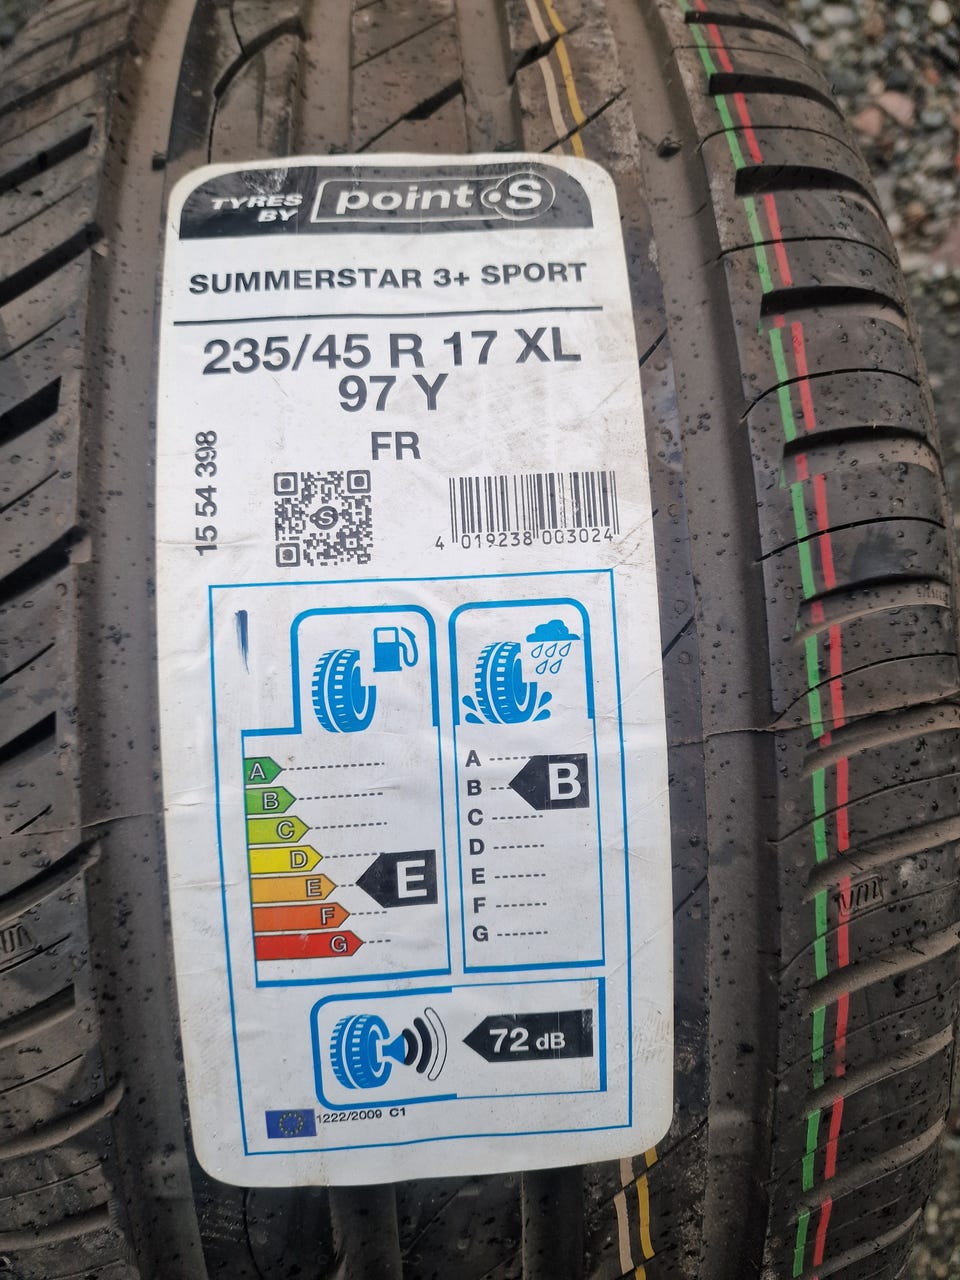 TYRES BY point S
SUMMERSTAR 3+ SPORT
235/45 R 17 XL
97 Y
FR
15 54 398
4 019238 003024
A
B
C
D
E
F
G
E
A
B
C
D
E
F
G
B
72 dB
1222/2009 C1